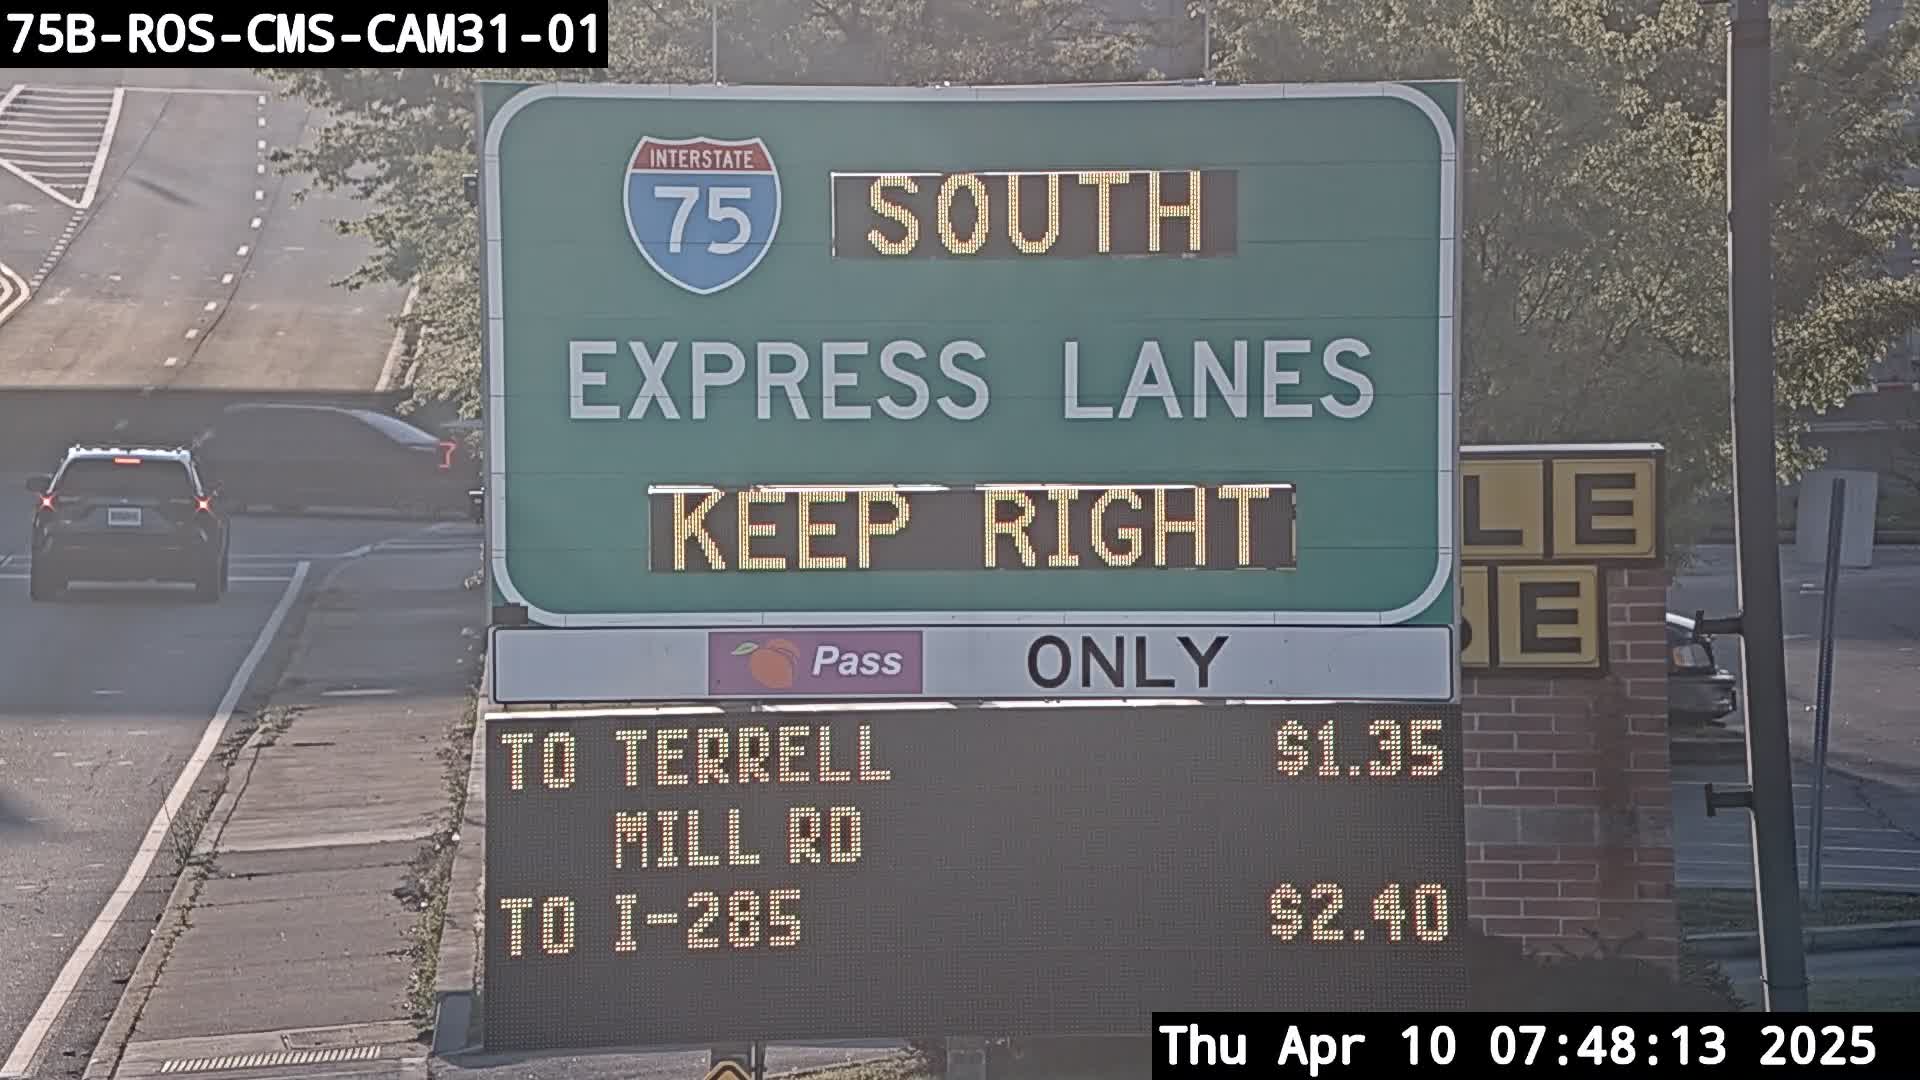 75B-ROS-CMS-CAM31-01
INTERSTATE
75
SOUTH
EXPRESS LANES
KEEP RIGHT
Pass ONLY
LE
E
TO TERRELL $1.35
MILL RD
TO I-285 $2.40
Thu Apr 10 07:48:13 2025